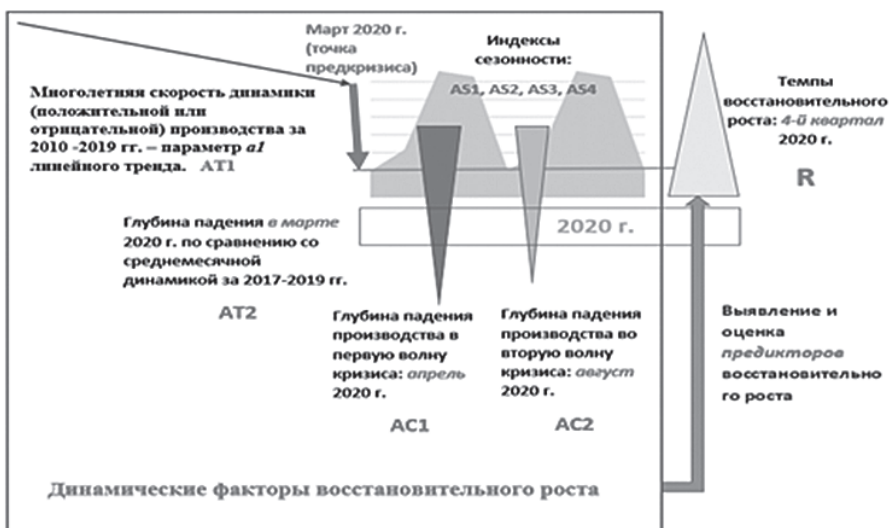 Март 2020 г.
(точка
предкризиса)
Индексы
сезонности:
AS1, AS2, AS3, AS4
Многолетняя скорость динамики
(положительной или
отрицательной) производства за
2010 -2019 гг. – параметр a1
линейного тренда. AT1
Темпы
восстановительного
роста: 4-й квартал
2020 г.
R
Глубина падения в марте
2020 г. по сравнению со
среднемесячной
динамикой за 2017-2019 гг.
AT2
2020 г.
Глубина падения
производства в
первую волну
кризиса: апрель
2020 г.
AC1
Глубина падения
производства во
вторую волну
кризиса: август
2020 г.
AC2
Выявление и
оценка
предикторов
восстановительно
го роста
Динамические факторы восстановительного роста